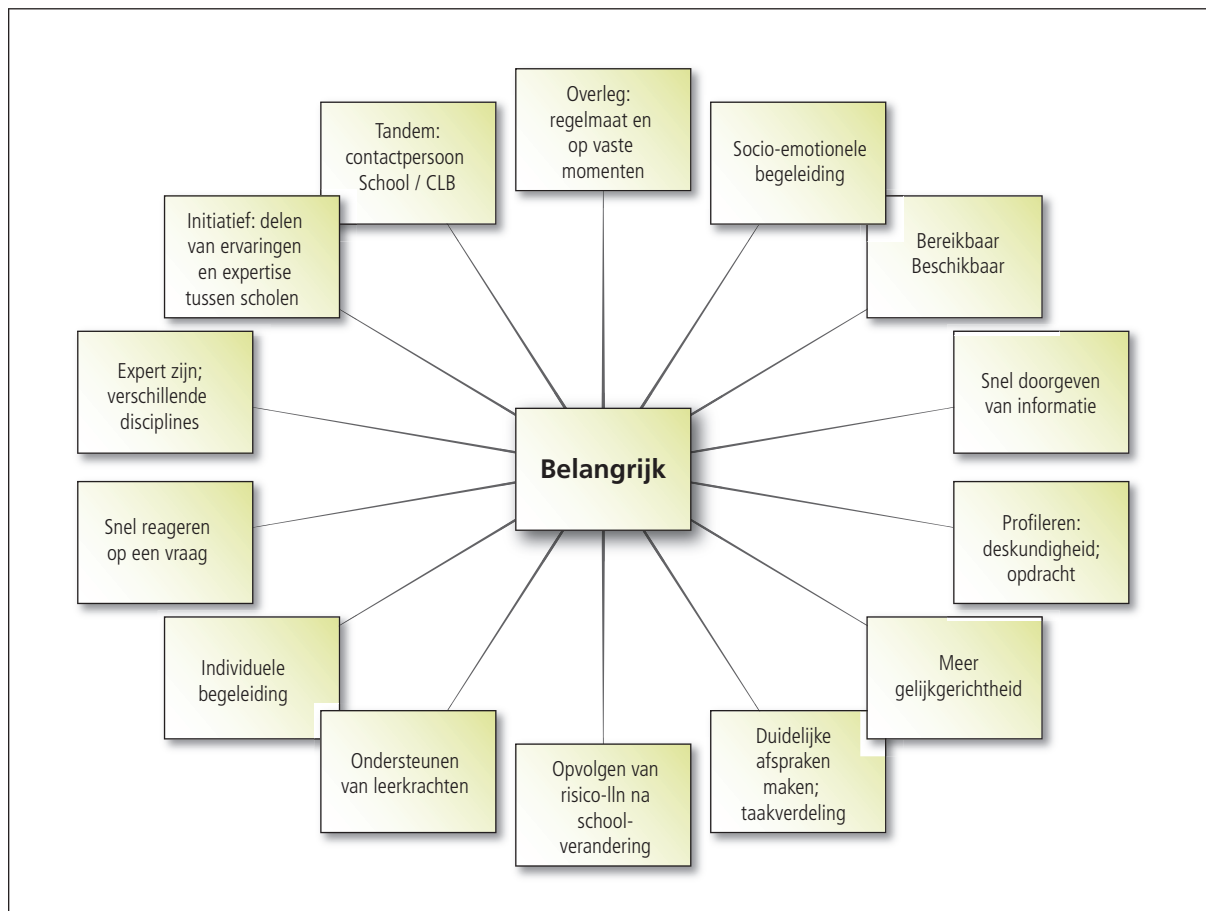 Overleg:
regelmaat en
op vaste
momenten
Socio-emotionele
begeleiding
Bereikbaar
Beschikbaar
Snel doorgeven
van informatie
Profileren:
deskundigheid;
opdracht
Meer
gelijkgerichtheid
Duidelijke
afspraken
maken;
taakverdeling
Opvolgen van
risico-lln na
school-
verandering
Ondersteunen
van leerkrachten
Individuele
begeleiding
Snel reageren
op een vraag
Expert zijn;
verschillende
disciplines
Initiatief: delen
van ervaringen
en expertise
tussen scholen
Tandem:
contactpersoon
School / CLB
Belangrijk